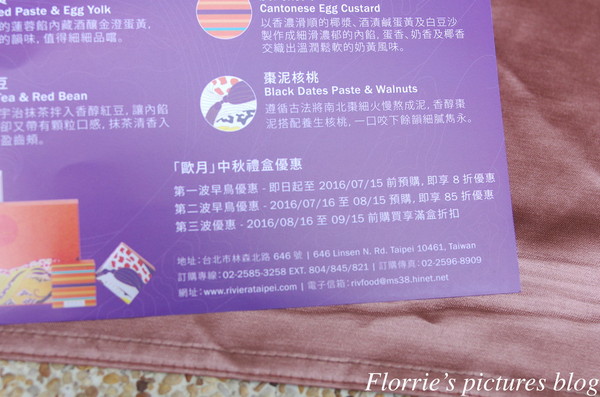 ed Paste & Egg Yolk
的蓮蓉餡內藏酒釀金澄蛋黃,
的韻味, 值得細細品嚐。
Cantonese Egg Custard
以香濃滑順的椰漿、酒漬鹹蛋黃及白豆沙
製作成細滑濃郁的內餡, 蛋香、奶香及椰香
交織出溫潤鬆軟的奶黃風味。
豆
Tea & Red Bean
宇治抹茶拌入香醇紅豆, 讓內餡
卻又帶有顆粒口感, 抹茶清香入
盈齒頰。
棗泥核桃
Black Dates Paste & Walnuts
遵循古法將南北棗細火慢熬成泥, 香醇棗
泥搭配養生核桃, 一口咬下餘韻細膩雋永。
「歐月」中秋禮盒優惠
第一波早鳥優惠 - 即日起至 2016/07/15 前預購, 即享 8 折優惠
第二波早鳥優惠 - 2016/07/16 至 08/15 預購, 即享 85 折優惠
第三波優惠 - 2016/08/16 至 09/15 前購買享滿盒折扣
地址: 台北市林森北路 646 號 | 646 Linsen N. Rd. Taipei 10461, Taiwan
訂購專線: 02-2585-3258 EXT. 804/845/821 | 訂購傳真: 02-2596-8909
網址: www.rivierataipei.com | 電子信箱: rivfood@ms38.hinet.net
Florrie's pictures blog